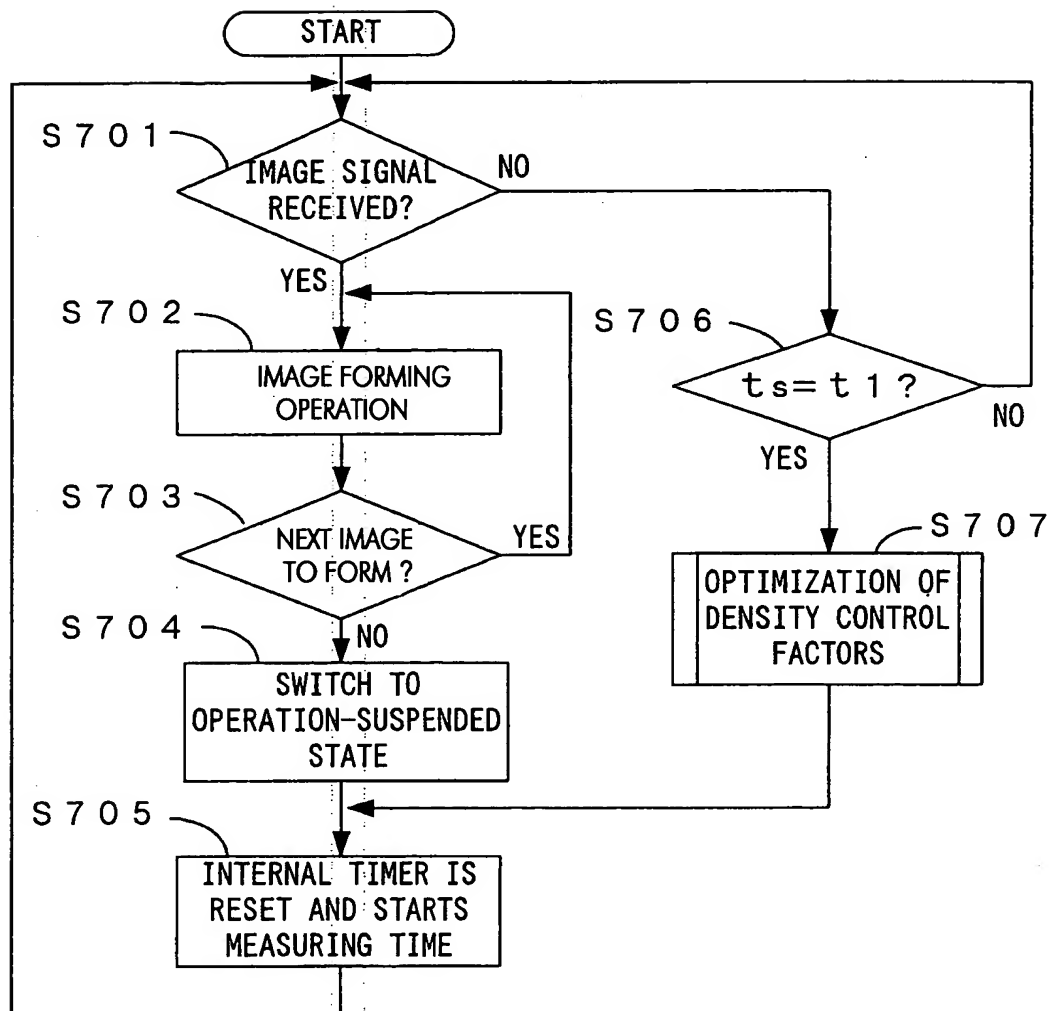 START
S701
IMAGE SIGNAL
RECEIVED?
NO
YES
S702
IMAGE FORMING
OPERATION
S706
ts=t1?
NO
YES
S703
NEXT IMAGE
TO FORM ?
YES
NO
S707
OPTIMIZATION OF
DENSITY CONTROL
FACTORS
S704
SWITCH TO
OPERATION-SUSPENDED
STATE
S705
INTERNAL TIMER IS
RESET AND STARTS
MEASURING TIME